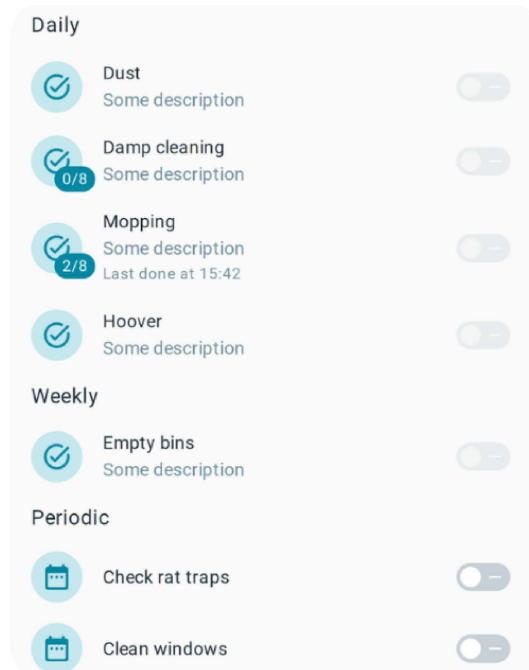 Daily
Dust
Some description
Damp cleaning
0/8
Some description
Mopping
Some description
2/8
Last done at 15:42
Hoover
Some description
Weekly
Empty bins
Some description
Periodic
Check rat traps
Clean windows